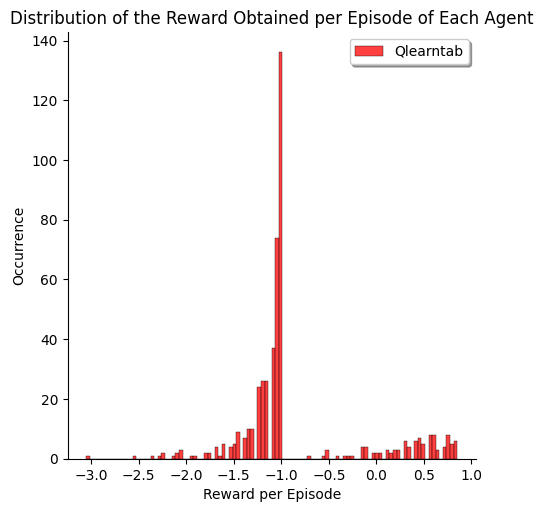 Distribution of the Reward Obtained per Episode of Each Agent
Qlearntab
140
120
100
80
60
40
20
0
Occurrence
−3.0 −2.5 −2.0 −1.5 −1.0 −0.5 0.0 0.5 1.0
Reward per Episode